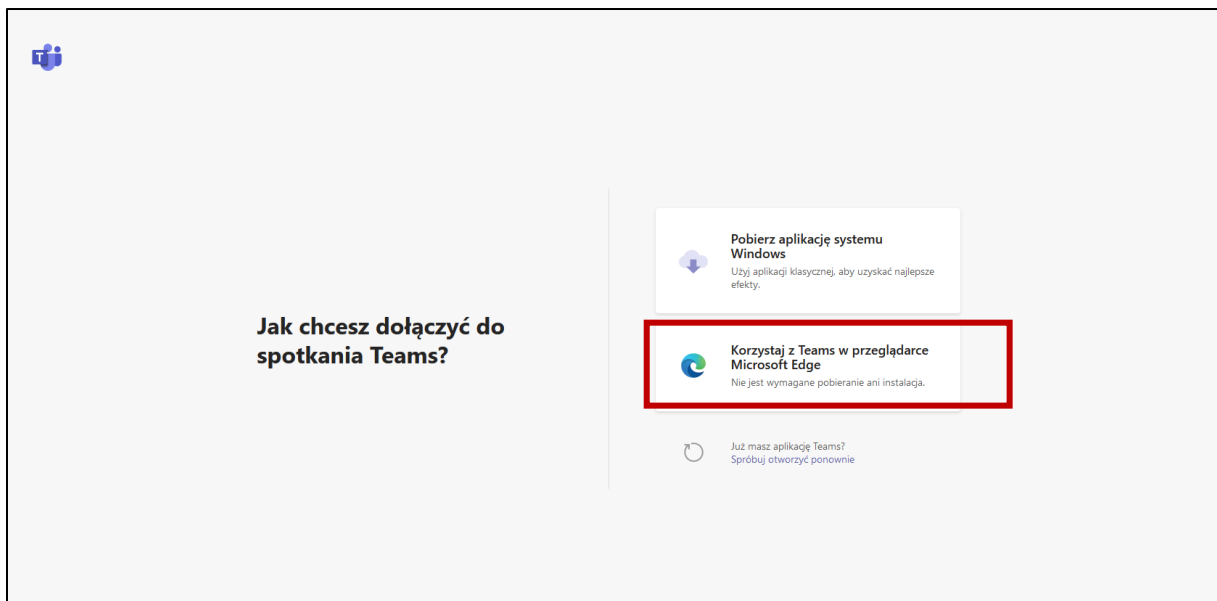 Jak chcesz dołączyć do
spotkania Teams?
Pobierz aplikację systemu
Windows
Użyj aplikacji klasycznej, aby uzyskać najlepsze
efekty.
Korzystaj z Teams w przeglądarce
Microsoft Edge
Nie jest wymagane pobieranie ani instalacja.
Już masz aplikację Teams?
Spróbuj otworzyć ponownie